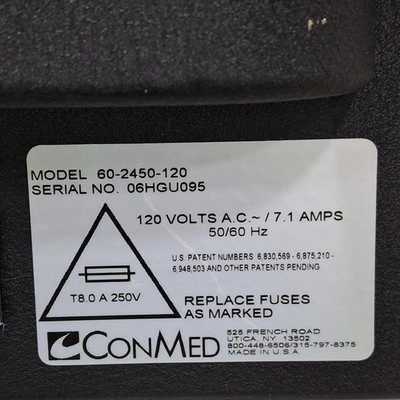 MODEL 60-2450-120
SERIAL NO. 06HGU095
120 VOLTS A.C.~ / 7.1 AMPS
50/60 Hz
U.S. PATENT NUMBERS 6,830,569 - 6,875,210 -
6,948,503 AND OTHER PATENTS PENDING
T8.0 A 250V
REPLACE FUSES
AS MARKED
CONMED
525 FRENCH ROAD
UTICA, NY 13502
800-448-6506/315-797-8375
MADE IN U.S.A.